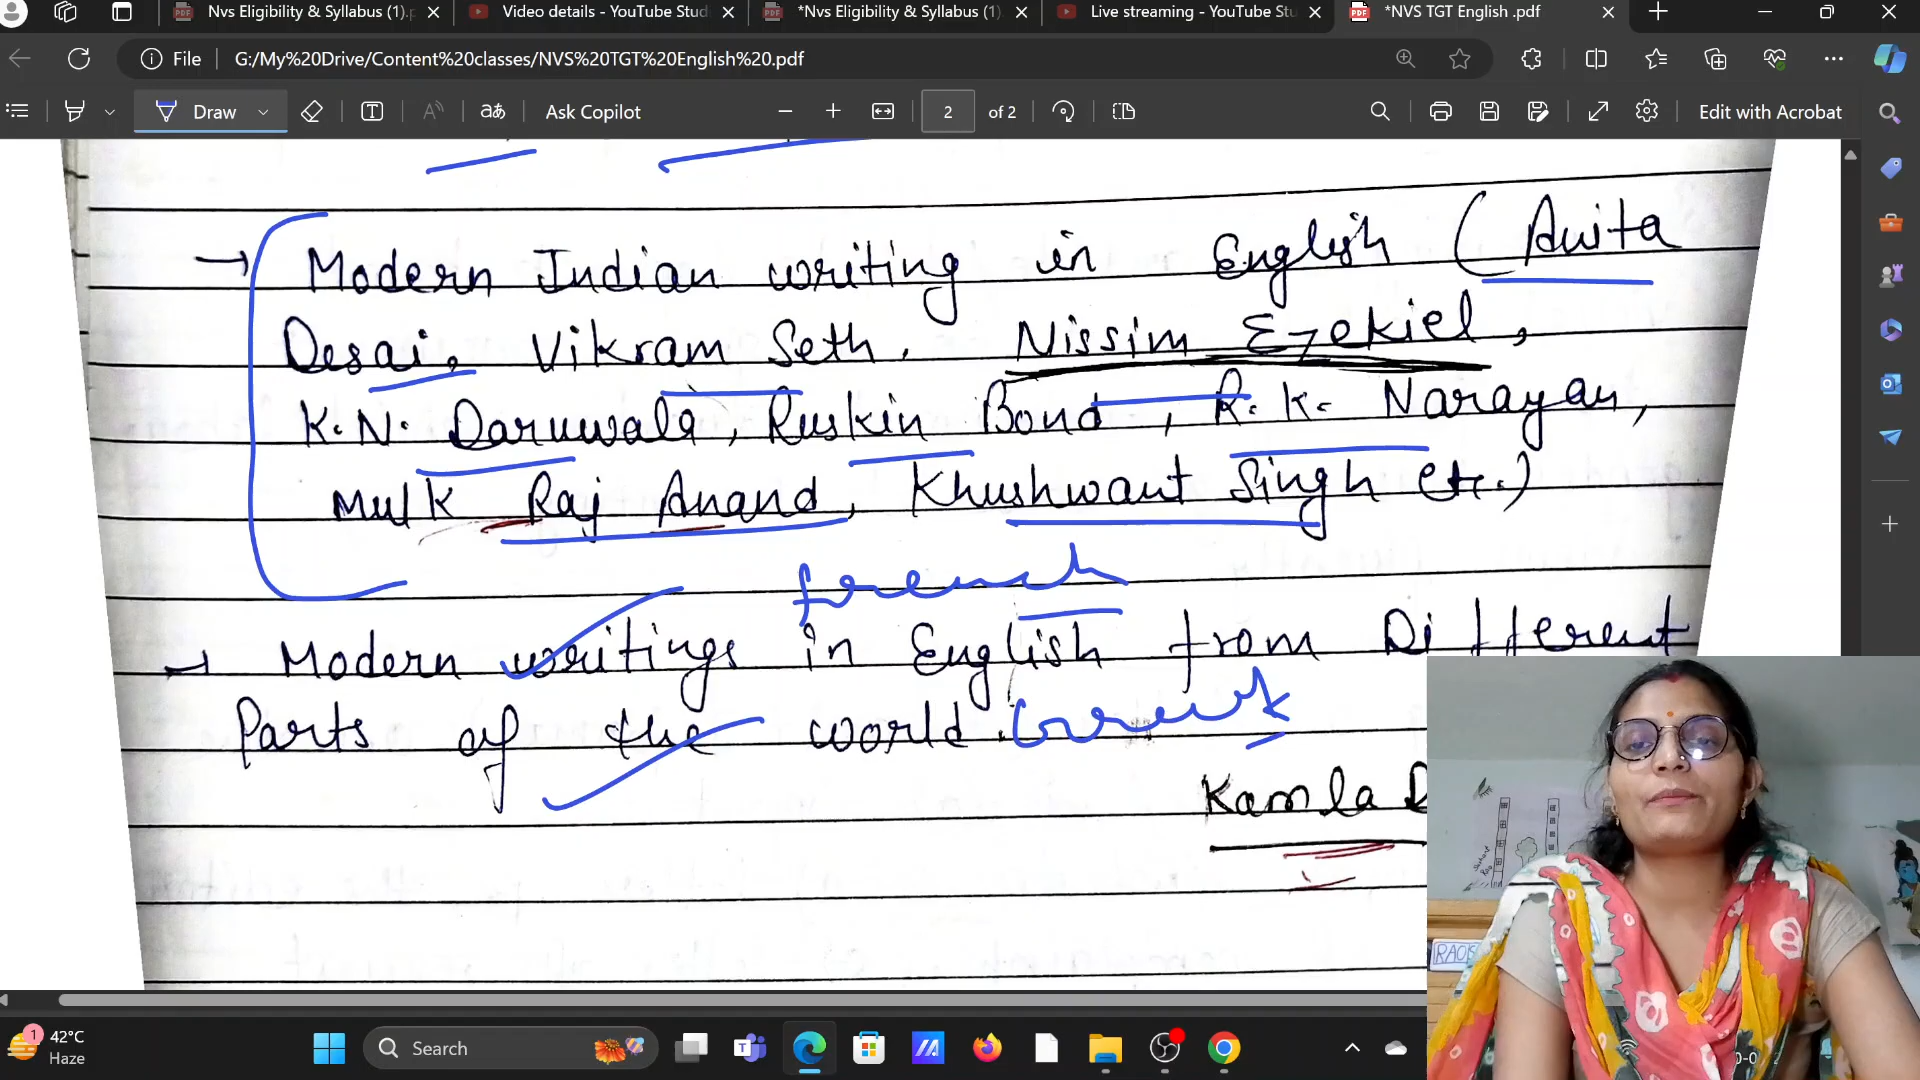 Nvs Eligibility & Syllabus (1).p
Video details - YouTube Stud
*Nvs Eligibility & Syllabus (1)
Live streaming - YouTube Stu
*NVS TGT English .pdf
File
G:/My%20Drive/Content%20classes/NVS%20TGT%20English%20.pdf
Draw
aあ
Ask Copilot
2 of 2
Edit with Acrobat
→ Modern Indian writing in English (Anita
Desai, Vikram Seth, Nissim Ezekiel,
K.N. Daruwala, Ruskin Bond, R.K. Narayan,
Mulk Raj Anand, Khushwant Singh etc.)
french
→ Modern writings in English from Different
Parts of the world.
Kamla D
1
42°C
Haze
Search